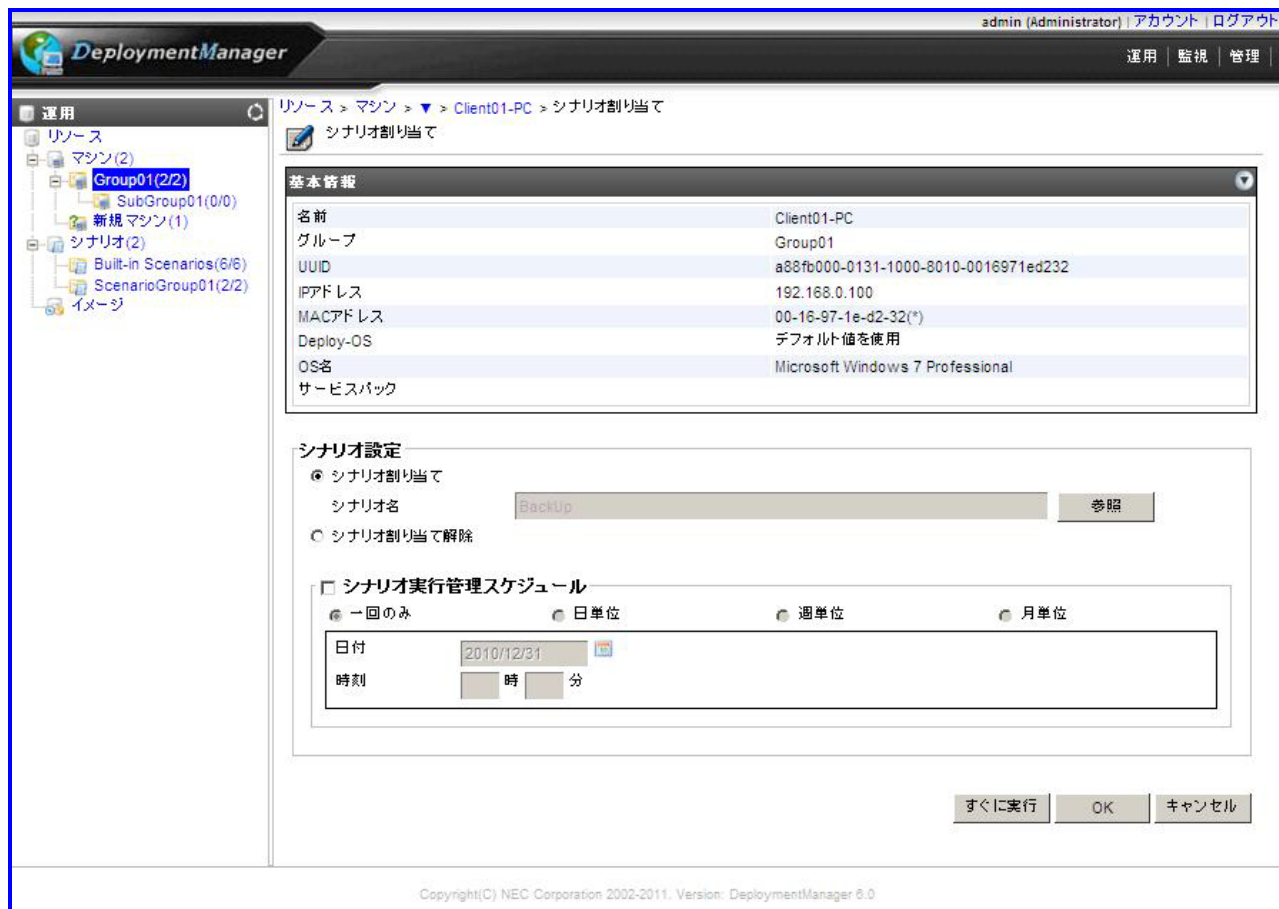 admin (Administrator) | アカウント | ログアウト
DeploymentManager
運用 | 監視 | 管理 |
運用
リソース
マシン(2)
Group01(2/2)
SubGroup01(0/0)
新規マシン(1)
シナリオ(2)
Built-in Scenarios(6/6)
ScenarioGroup01(2/2)
イメージ
リソース > マシン > ▼ > Client01-PC > シナリオ割り当て
シナリオ割り当て
基本情報
名前 Client01-PC
グループ Group01
UUID a88fb000-0131-1000-8010-0016971ed232
IPアドレス 192.168.0.100
MACアドレス 00-16-97-1e-d2-32(*)
Deploy-OS デフォルト値を使用
OS名 Microsoft Windows 7 Professional
サービスパック
シナリオ設定
シナリオ割り当て
シナリオ名 BackUp 参照
シナリオ割り当て解除
シナリオ実行管理スケジュール
一回のみ 日単位 週単位 月単位
日付 2010/12/31
時刻 時 分
すぐに実行 OK キャンセル
Copyright(C) NEC Corporation 2002-2011. Version: DeploymentManager 6.0